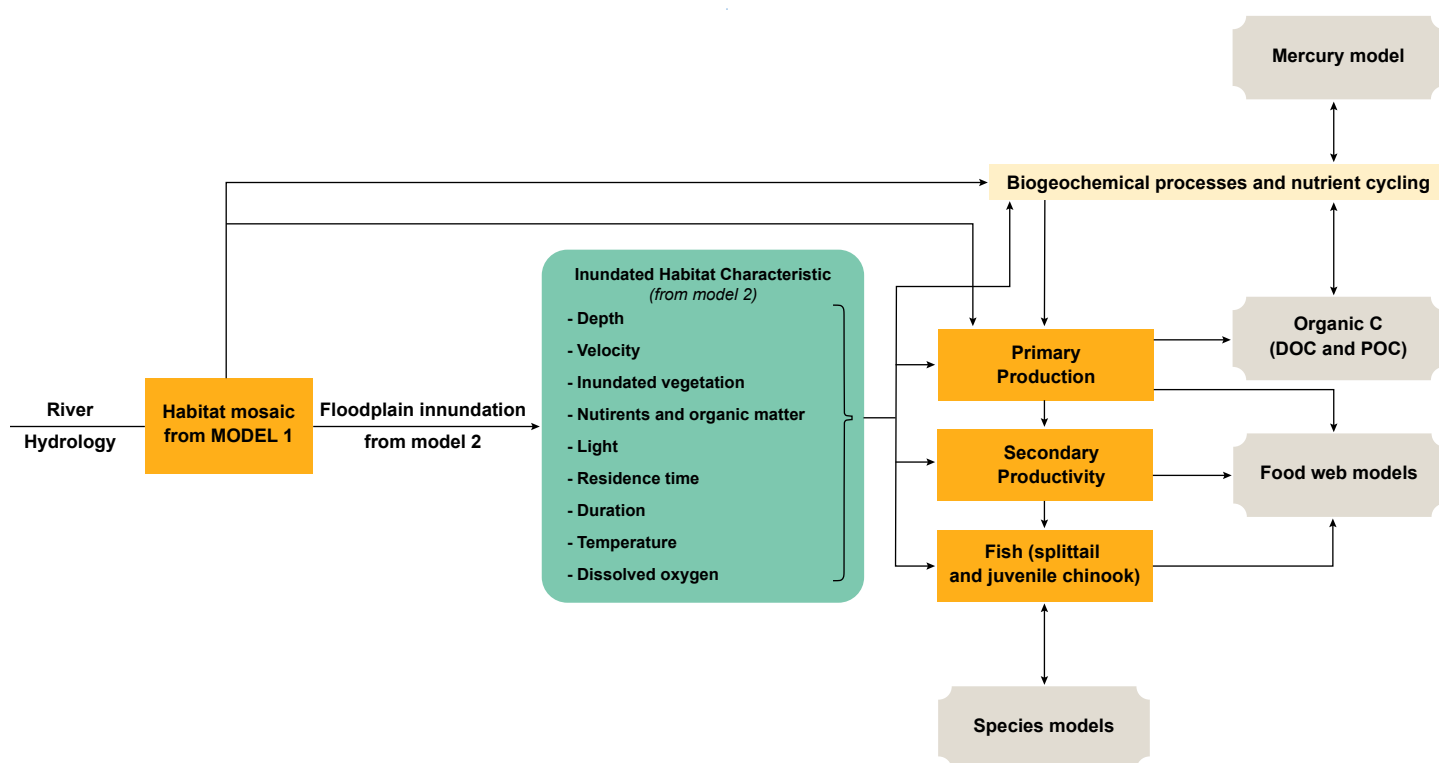 Mercury model
Biogeochemical processes and nutrient cycling
River
Hydrology
Habitat mosaic
from MODEL 1
Floodplain innundation
from model 2
Inundated Habitat Characteristic
(from model 2)
- Depth
- Velocity
- Inundated vegetation
- Nutirents and organic matter
- Light
- Residence time
- Duration
- Temperature
- Dissolved oxygen
Primary
Production
Organic C
(DOC and POC)
Secondary
Productivity
Food web models
Fish (splittail
and juvenile chinook)
Species models